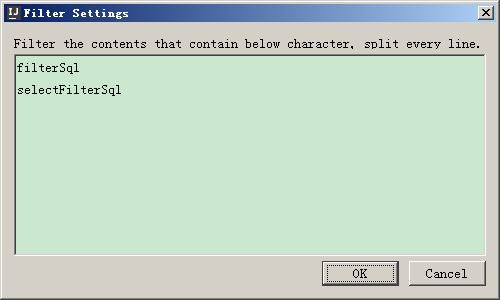 IJ Filter Settings
Filter the contents that contain below character, split every line.
filterSql
selectFilterSql
OK
Cancel